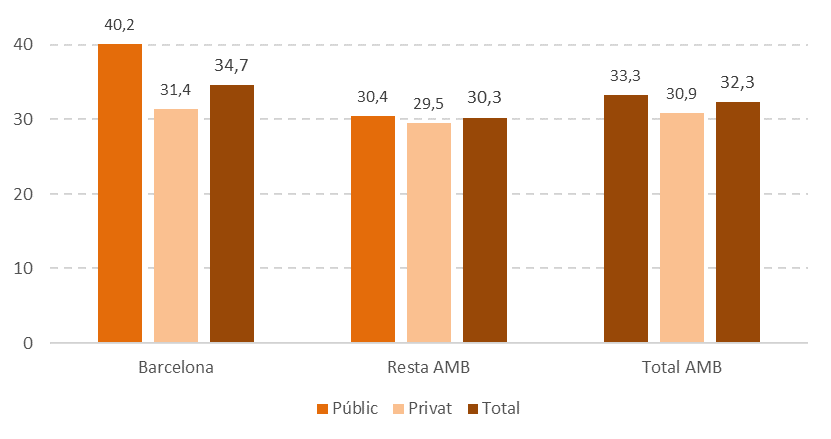 40,2
34,7
31,4
30,4
29,5
30,3
33,3
30,9
32,3
40
30
20
10
0
Barcelona
Resta AMB
Total AMB
Públic
Privat
Total